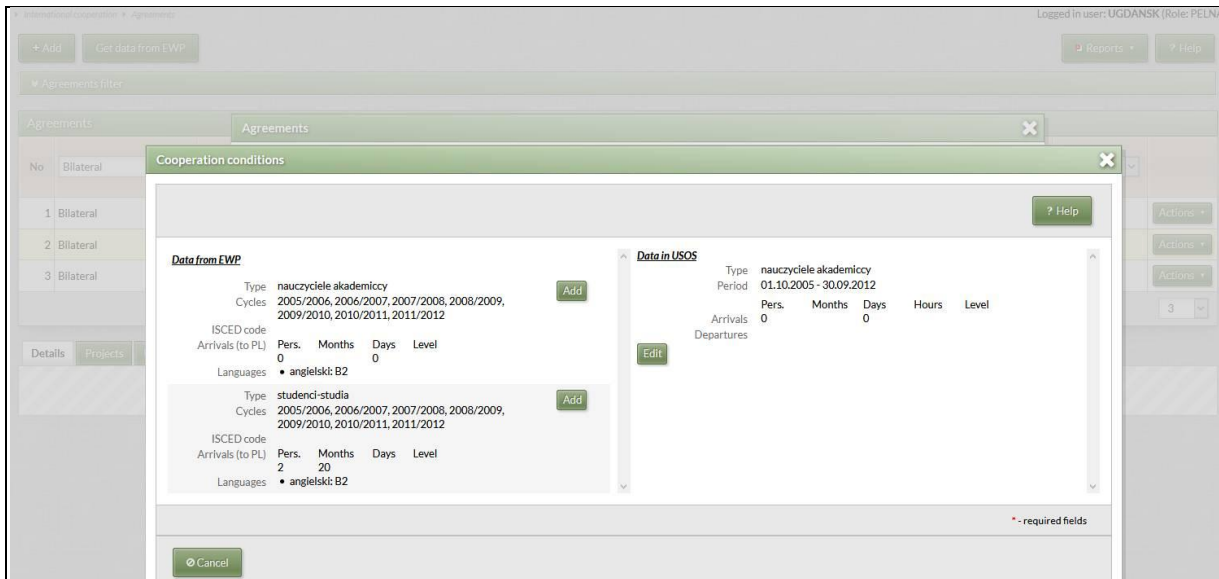 International cooperation › Agreements
Logged in user: UGDANSK (Role: PELNA
+ Add
Get data from EWP
Reports
? Help
Agreements filter
Agreements
Agreements
No
Bilateral
Cooperation conditions
? Help
1 Bilateral
Actions
2 Bilateral
Actions
3 Bilateral
Actions
3
Details
Projects
Data from EWP
Type nauczyciele akademiccy
Add
Cycles 2005/2006, 2006/2007, 2007/2008, 2008/2009,
2009/2010, 2010/2011, 2011/2012
ISCED code
Arrivals (to PL) Pers. Months Days Level
0 0
Languages • angielski: B2
Type studenci-studia
Add
Cycles 2005/2006, 2006/2007, 2007/2008, 2008/2009,
2009/2010, 2010/2011, 2011/2012
ISCED code
Arrivals (to PL) Pers. Months Days Level
2 20
Languages • angielski: B2
Data in USOS
Type nauczyciele akademiccy
Period 01.10.2005 - 30.09.2012
Pers. Months Days Hours Level
Arrivals 0 0
Departures
Edit
* - required fields
Cancel